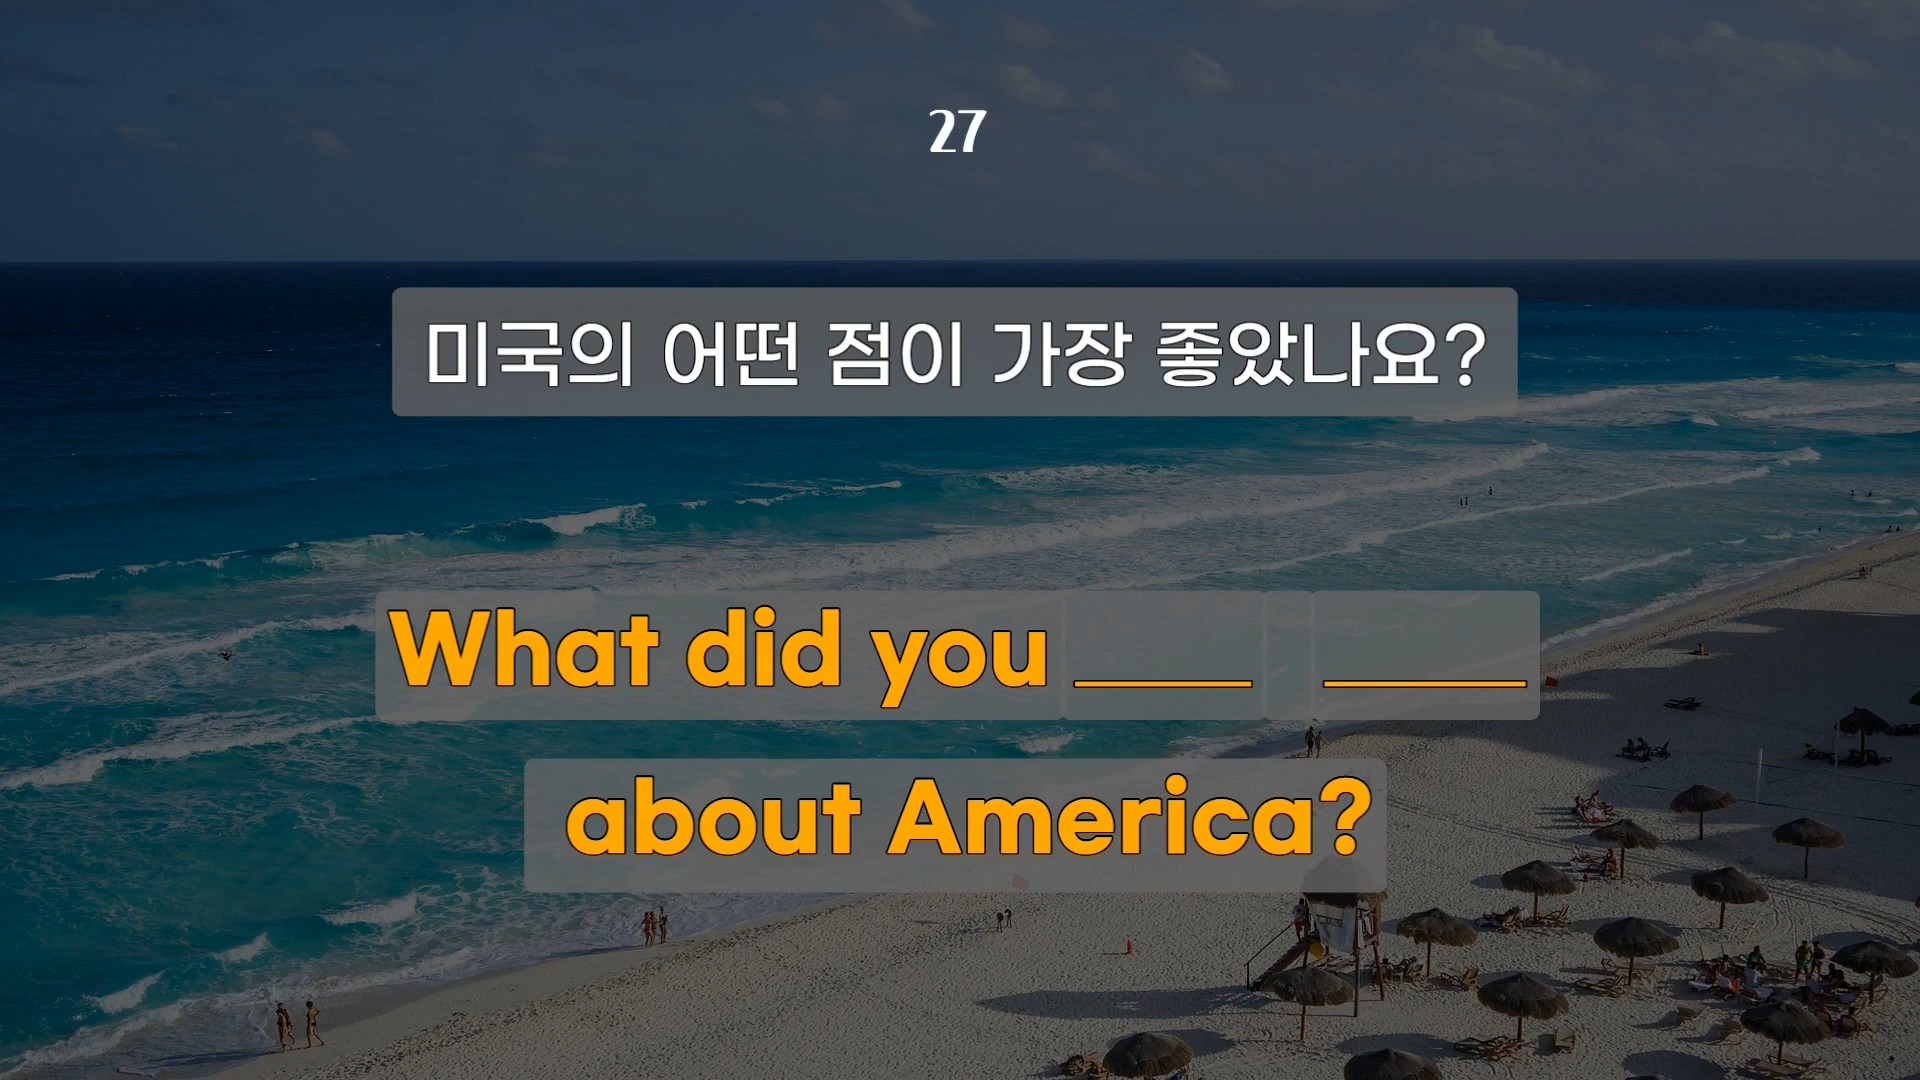 27
미국의 어떤 점이 가장 좋았나요?
What did you ____ ____
about America?